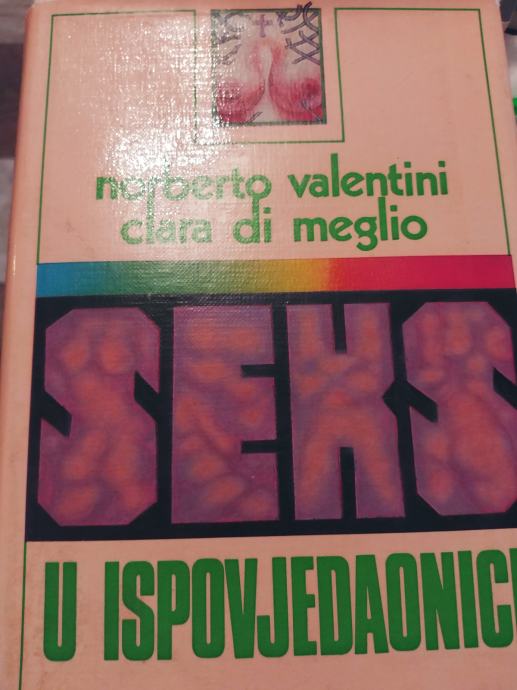 norberto valentini
clara di meglio
SEKS
U ISPOVJEDAONICI